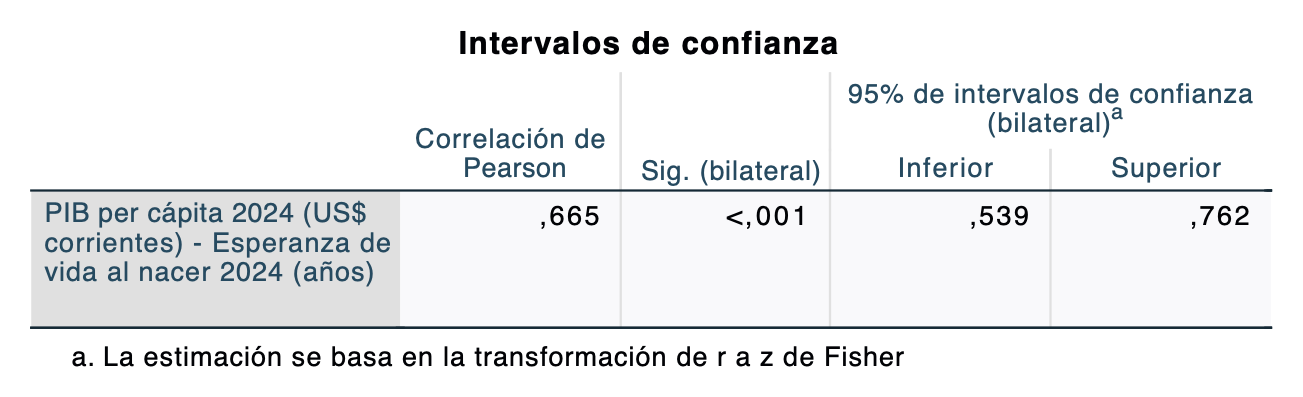 Intervalos de confianza
95% de intervalos de confianza
(bilateral)a
Correlación de
Pearson
Sig. (bilateral)
Inferior
Superior
PIB per cápita 2024 (US$
corrientes) - Esperanza de
vida al nacer 2024 (años)
,665
<,001
,539
,762
a. La estimación se basa en la transformación de r a z de Fisher